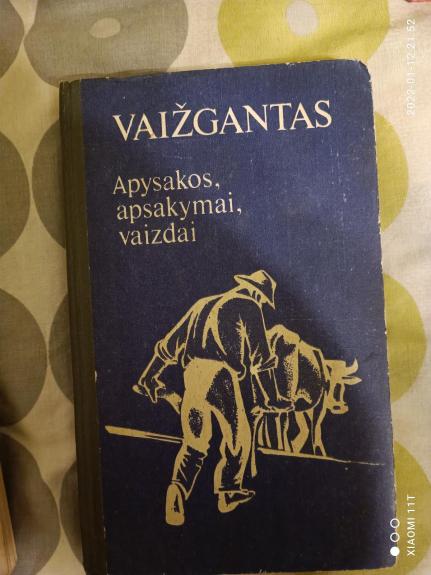 VAIŽGANTAS
Apysakos,
apsakymai,
vaizdai
2022-01-12 21:52
XIAOMI 11T